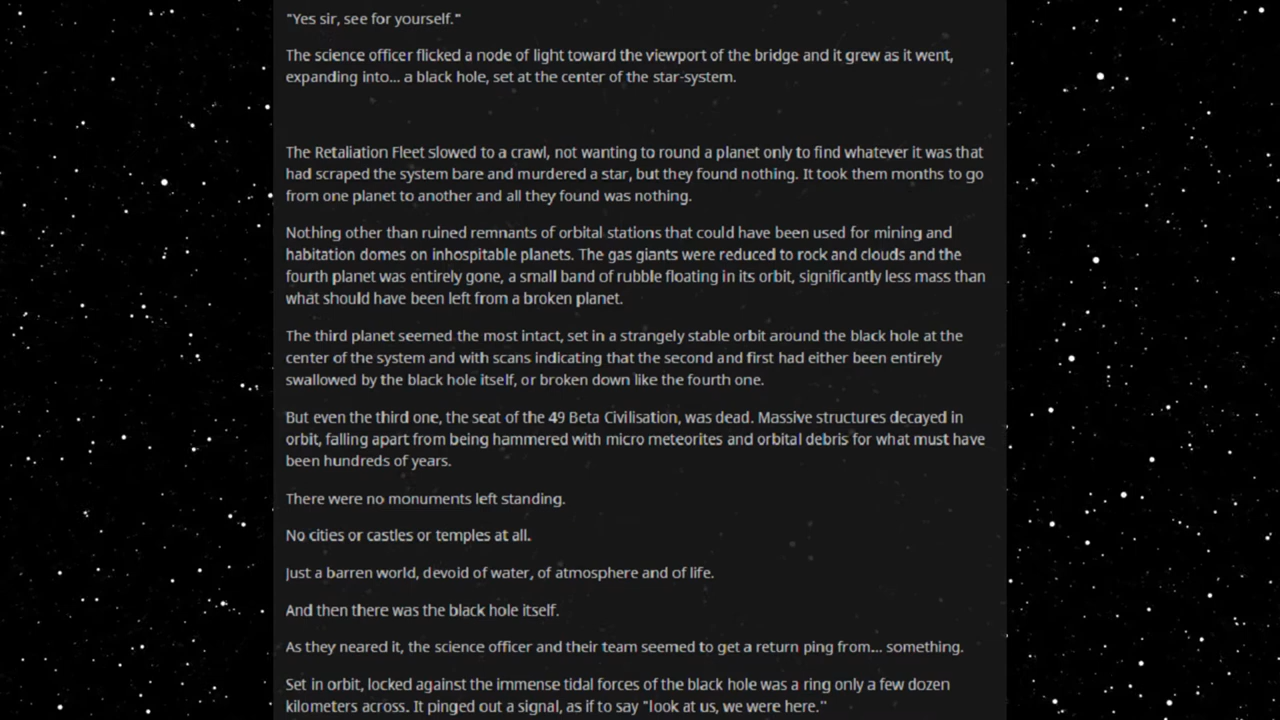 "Yes sir, see for yourself."
The science officer flicked a node of light toward the viewport of the bridge and it grew as it went,
expanding into... a black hole, set at the center of the star-system.
The Retaliation Fleet slowed to a crawl, not wanting to round a planet only to find whatever it was that
had scraped the system bare and murdered a star, but they found nothing. It took them months to go
from one planet to another and all they found was nothing.
Nothing other than ruined remnants of orbital stations that could have been used for mining and
habitation domes on inhospitable planets. The gas giants were reduced to rock and clouds and the
fourth planet was entirely gone, a small band of rubble floating in its orbit, significantly less mass than
what should have been left from a broken planet.
The third planet seemed the most intact, set in a strangely stable orbit around the black hole at the
center of the system and with scans indicating that the second and first had either been entirely
swallowed by the black hole itself, or broken down like the fourth one.
But even the third one, the seat of the 49 Beta Civilisation, was dead. Massive structures decayed in
orbit, falling apart from being hammered with micro meteorites and orbital debris for what must have
been hundreds of years.
There were no monuments left standing.
No cities or castles or temples at all.
Just a barren world, devoid of water, of atmosphere and of life.
And then there was the black hole itself.
As they neared it, the science officer and their team seemed to get a return ping from... something.
Set in orbit, locked against the immense tidal forces of the black hole was a ring only a few dozen
kilometers across. It pinged out a signal, as if to say "look at us, we were here."